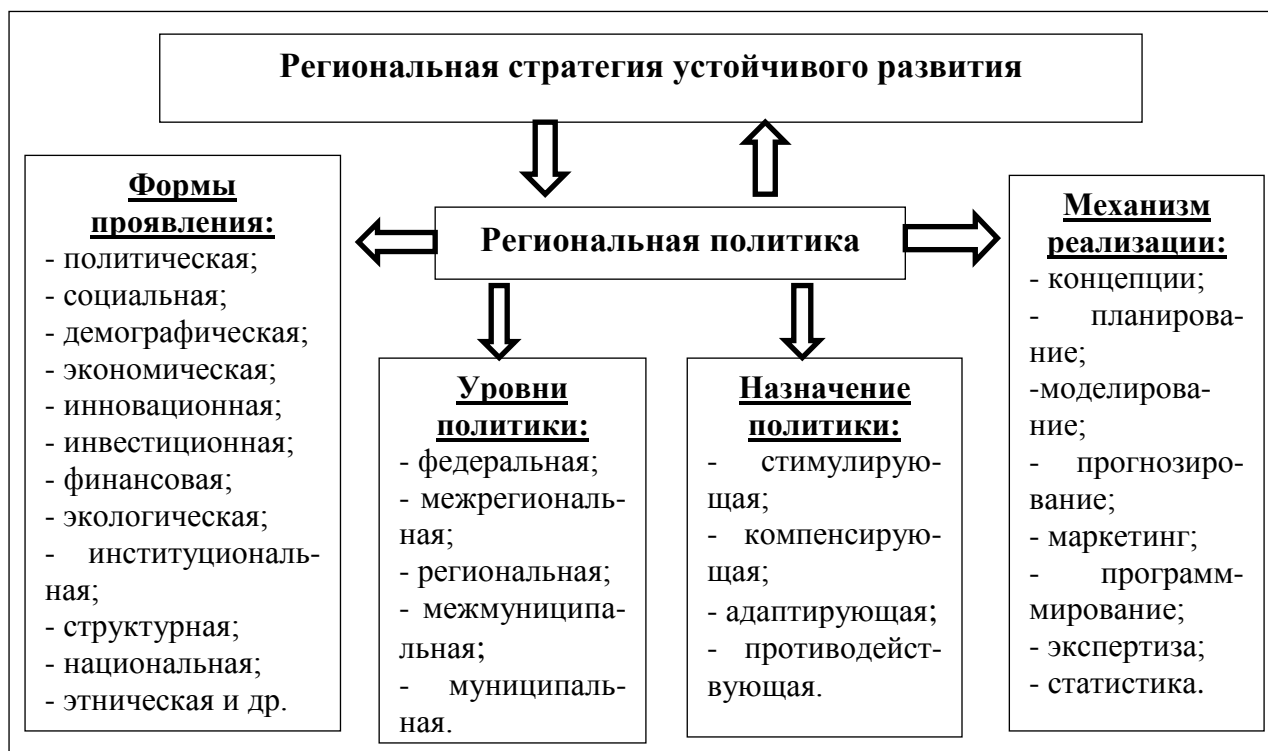 Региональная стратегия устойчивого развития
Формы
проявления:
- политическая;
- социальная;
- демографическая;
- экономическая;
- инновационная;
- инвестиционная;
- финансовая;
- экологическая;
- институциональ-
ная;
- структурная;
- национальная;
- этническая и др.
Региональная политика
Уровни
политики:
- федеральная;
- межрегиональ-
ная;
- региональная;
- межмуниципа-
льная;
- муниципаль-
ная.
Назначение
политики:
- стимулирую-
щая;
- компенсирую-
щая;
- адаптирующая;
- противодейст-
вующая.
Механизм
реализации:
- концепции;
- планирова-
ние;
-моделирова-
ние;
- прогнозиро-
вание;
- маркетинг;
- программ-
мирование;
- экспертиза;
- статистика.